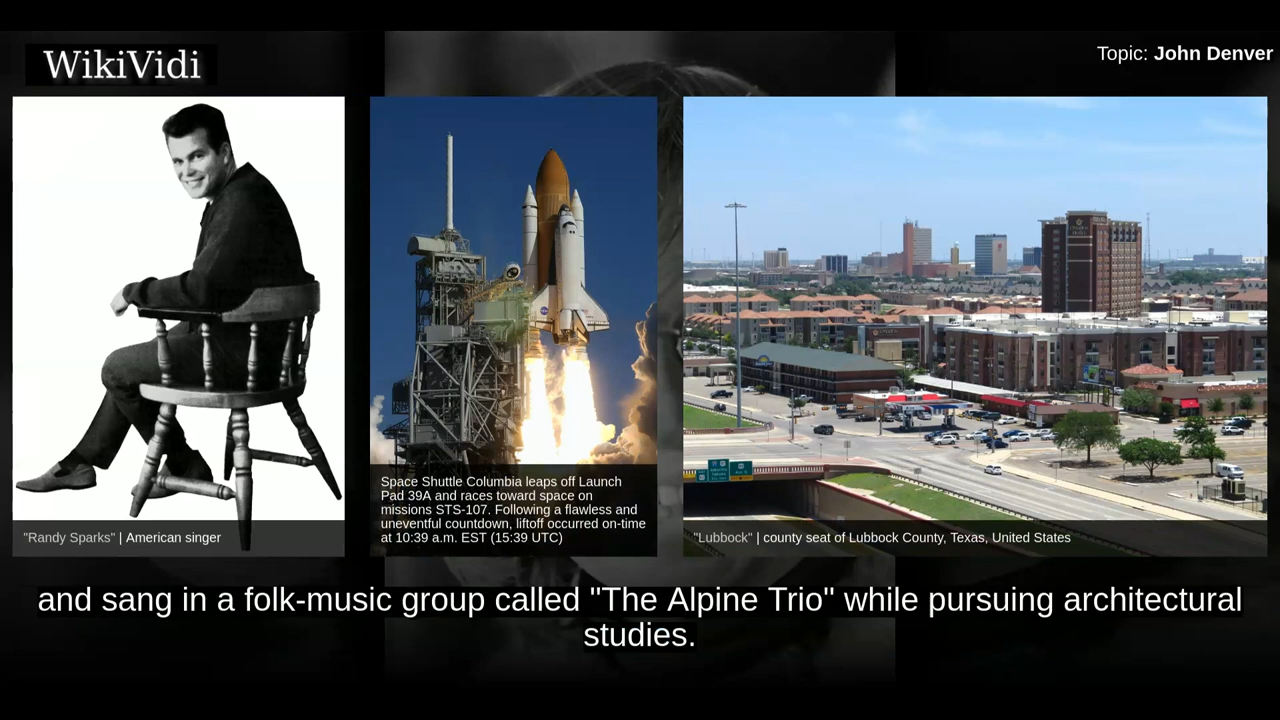 WikiVidi
Topic: John Denver
"Randy Sparks" | American singer
Space Shuttle Columbia leaps off Launch
Pad 39A and races toward space on
missions STS-107. Following a flawless and
uneventful countdown, liftoff occurred on-time
at 10:39 a.m. EST (15:39 UTC)
"Lubbock" | county seat of Lubbock County, Texas, United States
and sang in a folk-music group called "The Alpine Trio" while pursuing architectural
studies.